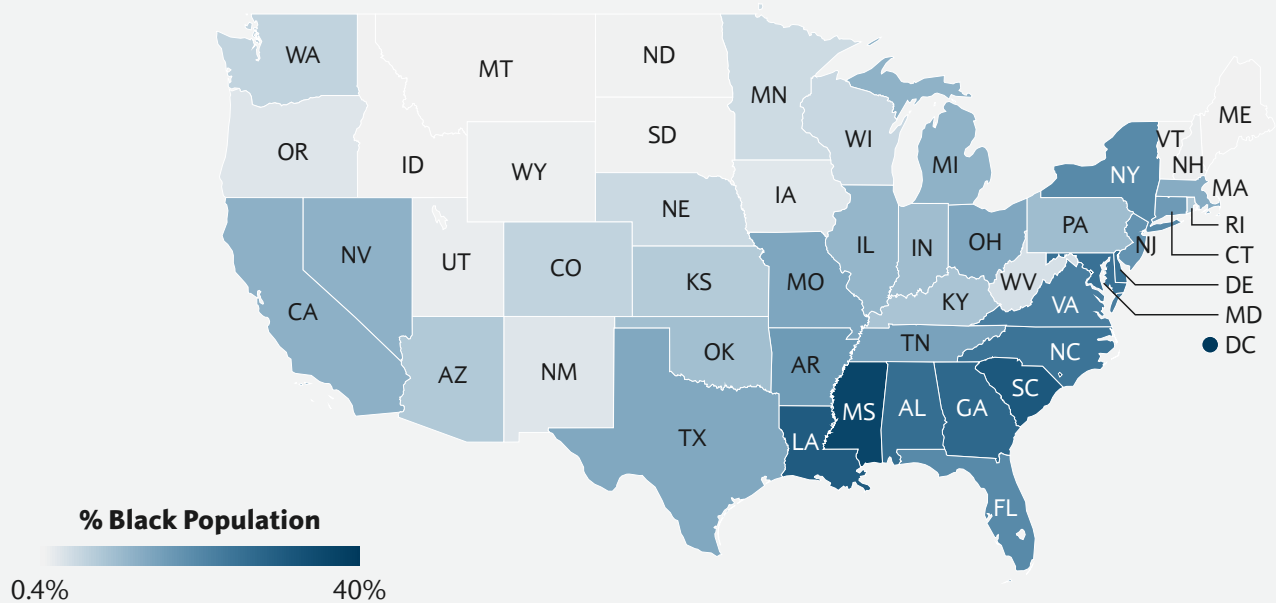 WA
MT
ND
MN
ME
OR
ID
SD
WI
VT
NH
WY
MI
NY
MA
NE
IA
PA
RI
NV
UT
CO
IL
IN
OH
NJ
CT
KS
MO
WV
DE
CA
KY
VA
MD
AZ
NM
OK
TN
NC
DC
AR
SC
TX
LA
MS
AL
GA
FL
% Black Population
0.4% 40%